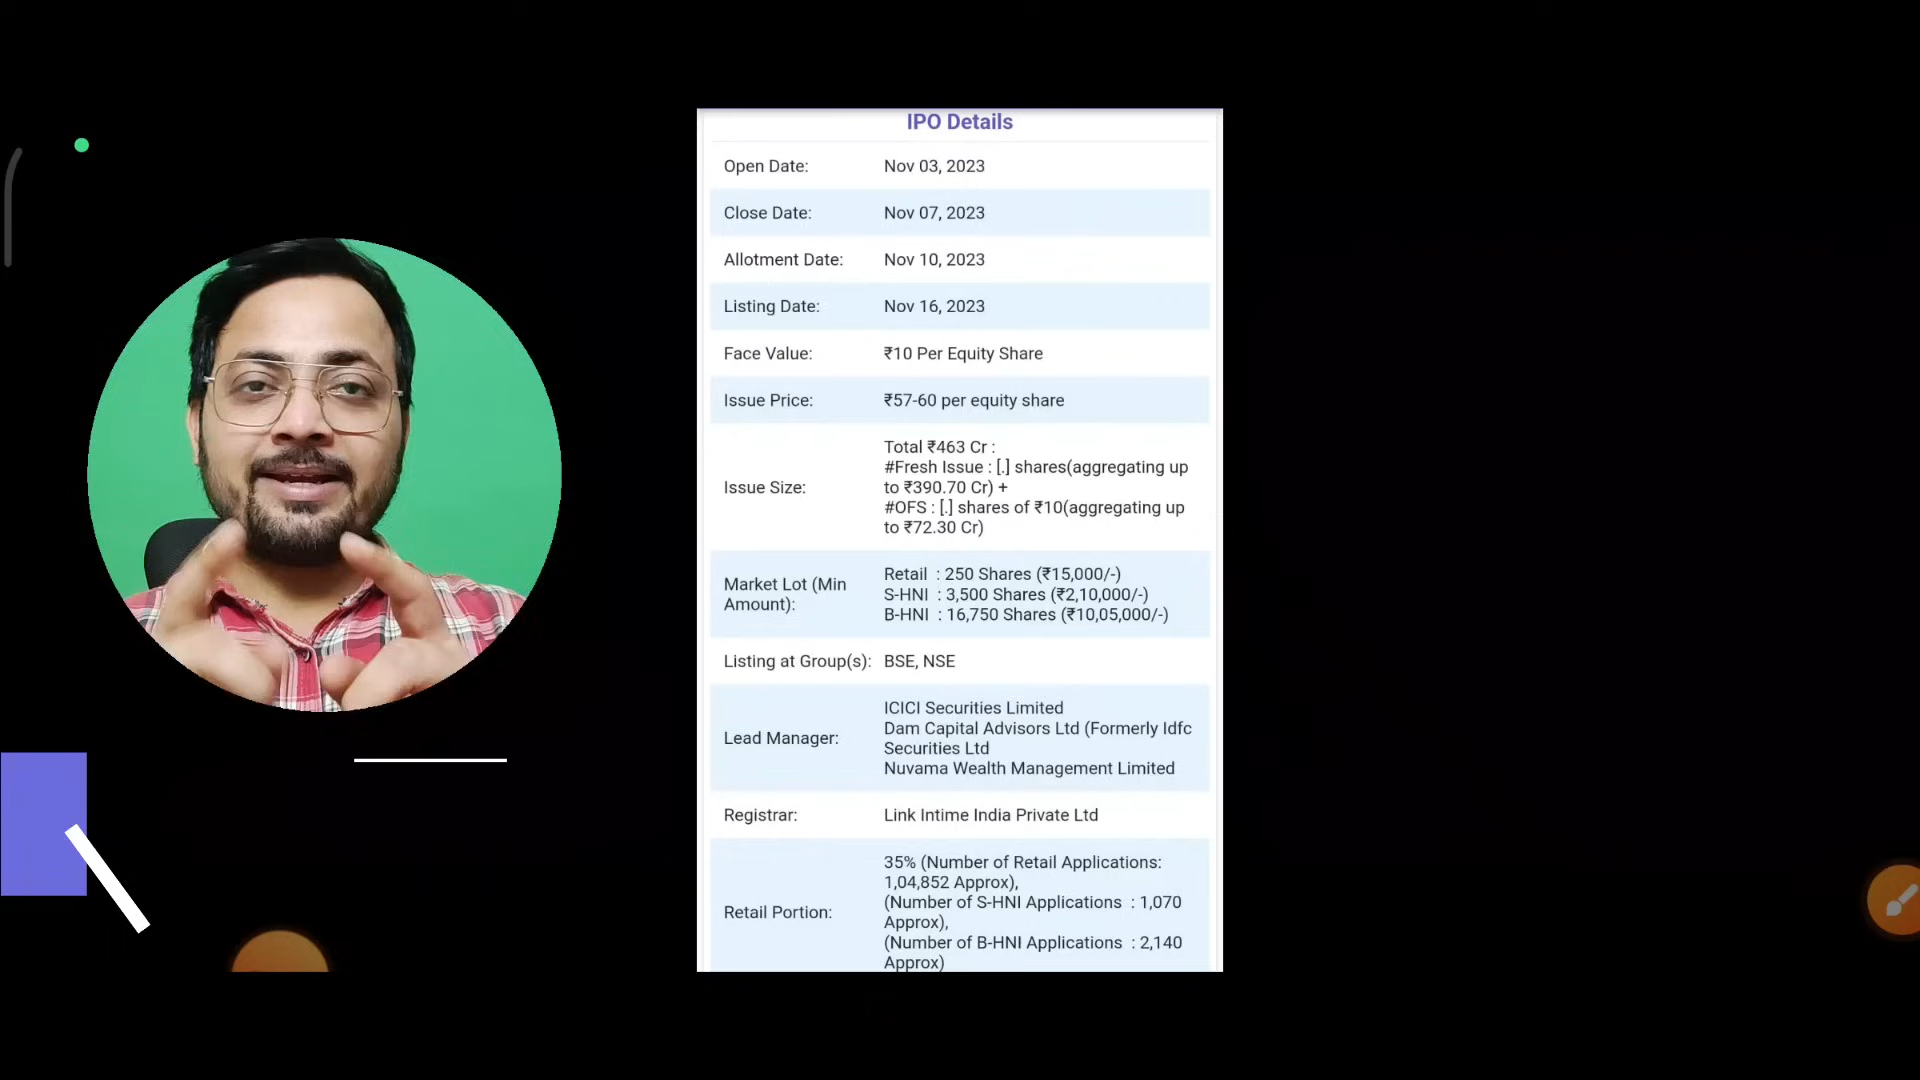 IPO Details
Open Date: Nov 03, 2023
Close Date: Nov 07, 2023
Allotment Date: Nov 10, 2023
Listing Date: Nov 16, 2023
Face Value: ₹10 Per Equity Share
Issue Price: ₹57-60 per equity share
Issue Size:
Total ₹463 Cr :
#Fresh Issue : [.] shares(aggregating up
to ₹390.70 Cr) +
#OFS : [.] shares of ₹10(aggregating up
to ₹72.30 Cr)
Market Lot (Min
Amount):
Retail : 250 Shares (₹15,000/-)
S-HNI : 3,500 Shares (₹2,10,000/-)
B-HNI : 16,750 Shares (₹10,05,000/-)
Listing at Group(s): BSE, NSE
Lead Manager:
ICICI Securities Limited
Dam Capital Advisors Ltd (Formerly Idfc
Securities Ltd
Nuvama Wealth Management Limited
Registrar: Link Intime India Private Ltd
Retail Portion:
35% (Number of Retail Applications:
1,04,852 Approx),
(Number of S-HNI Applications : 1,070
Approx),
(Number of B-HNI Applications : 2,140
Approx)